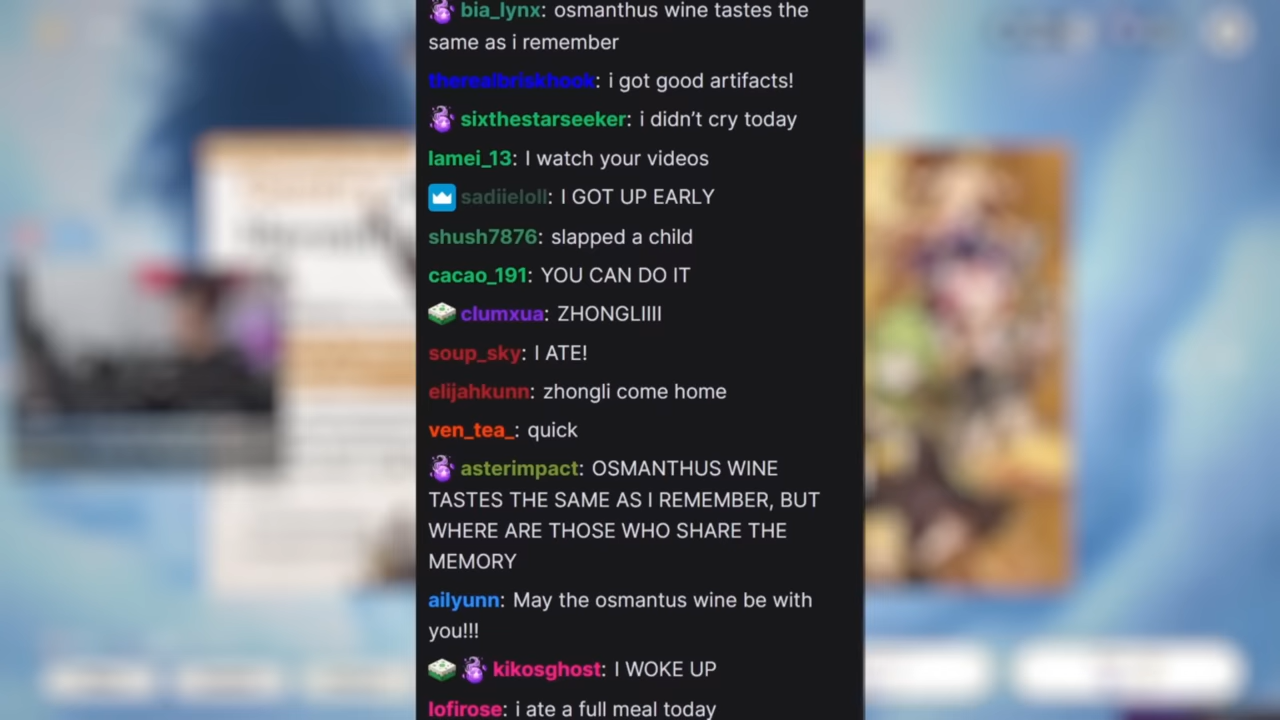 bia_lynx: osmanthus wine tastes the
same as i remember
therealbriskhook: i got good artifacts!
sixthestarseeker: i didn’t cry today
lamei_13: I watch your videos
sadiieloll: I GOT UP EARLY
shush7876: slapped a child
cacao_191: YOU CAN DO IT
clumxua: ZHONGLIIII
soup_sky: I ATE!
elijahkunn: zhongli come home
ven_tea_: quick
asterimpact: OSMANTHUS WINE
TASTES THE SAME AS I REMEMBER, BUT
WHERE ARE THOSE WHO SHARE THE
MEMORY
ailyunn: May the osmantus wine be with
you!!!
kikosghost: I WOKE UP
lofirose: i ate a full meal today